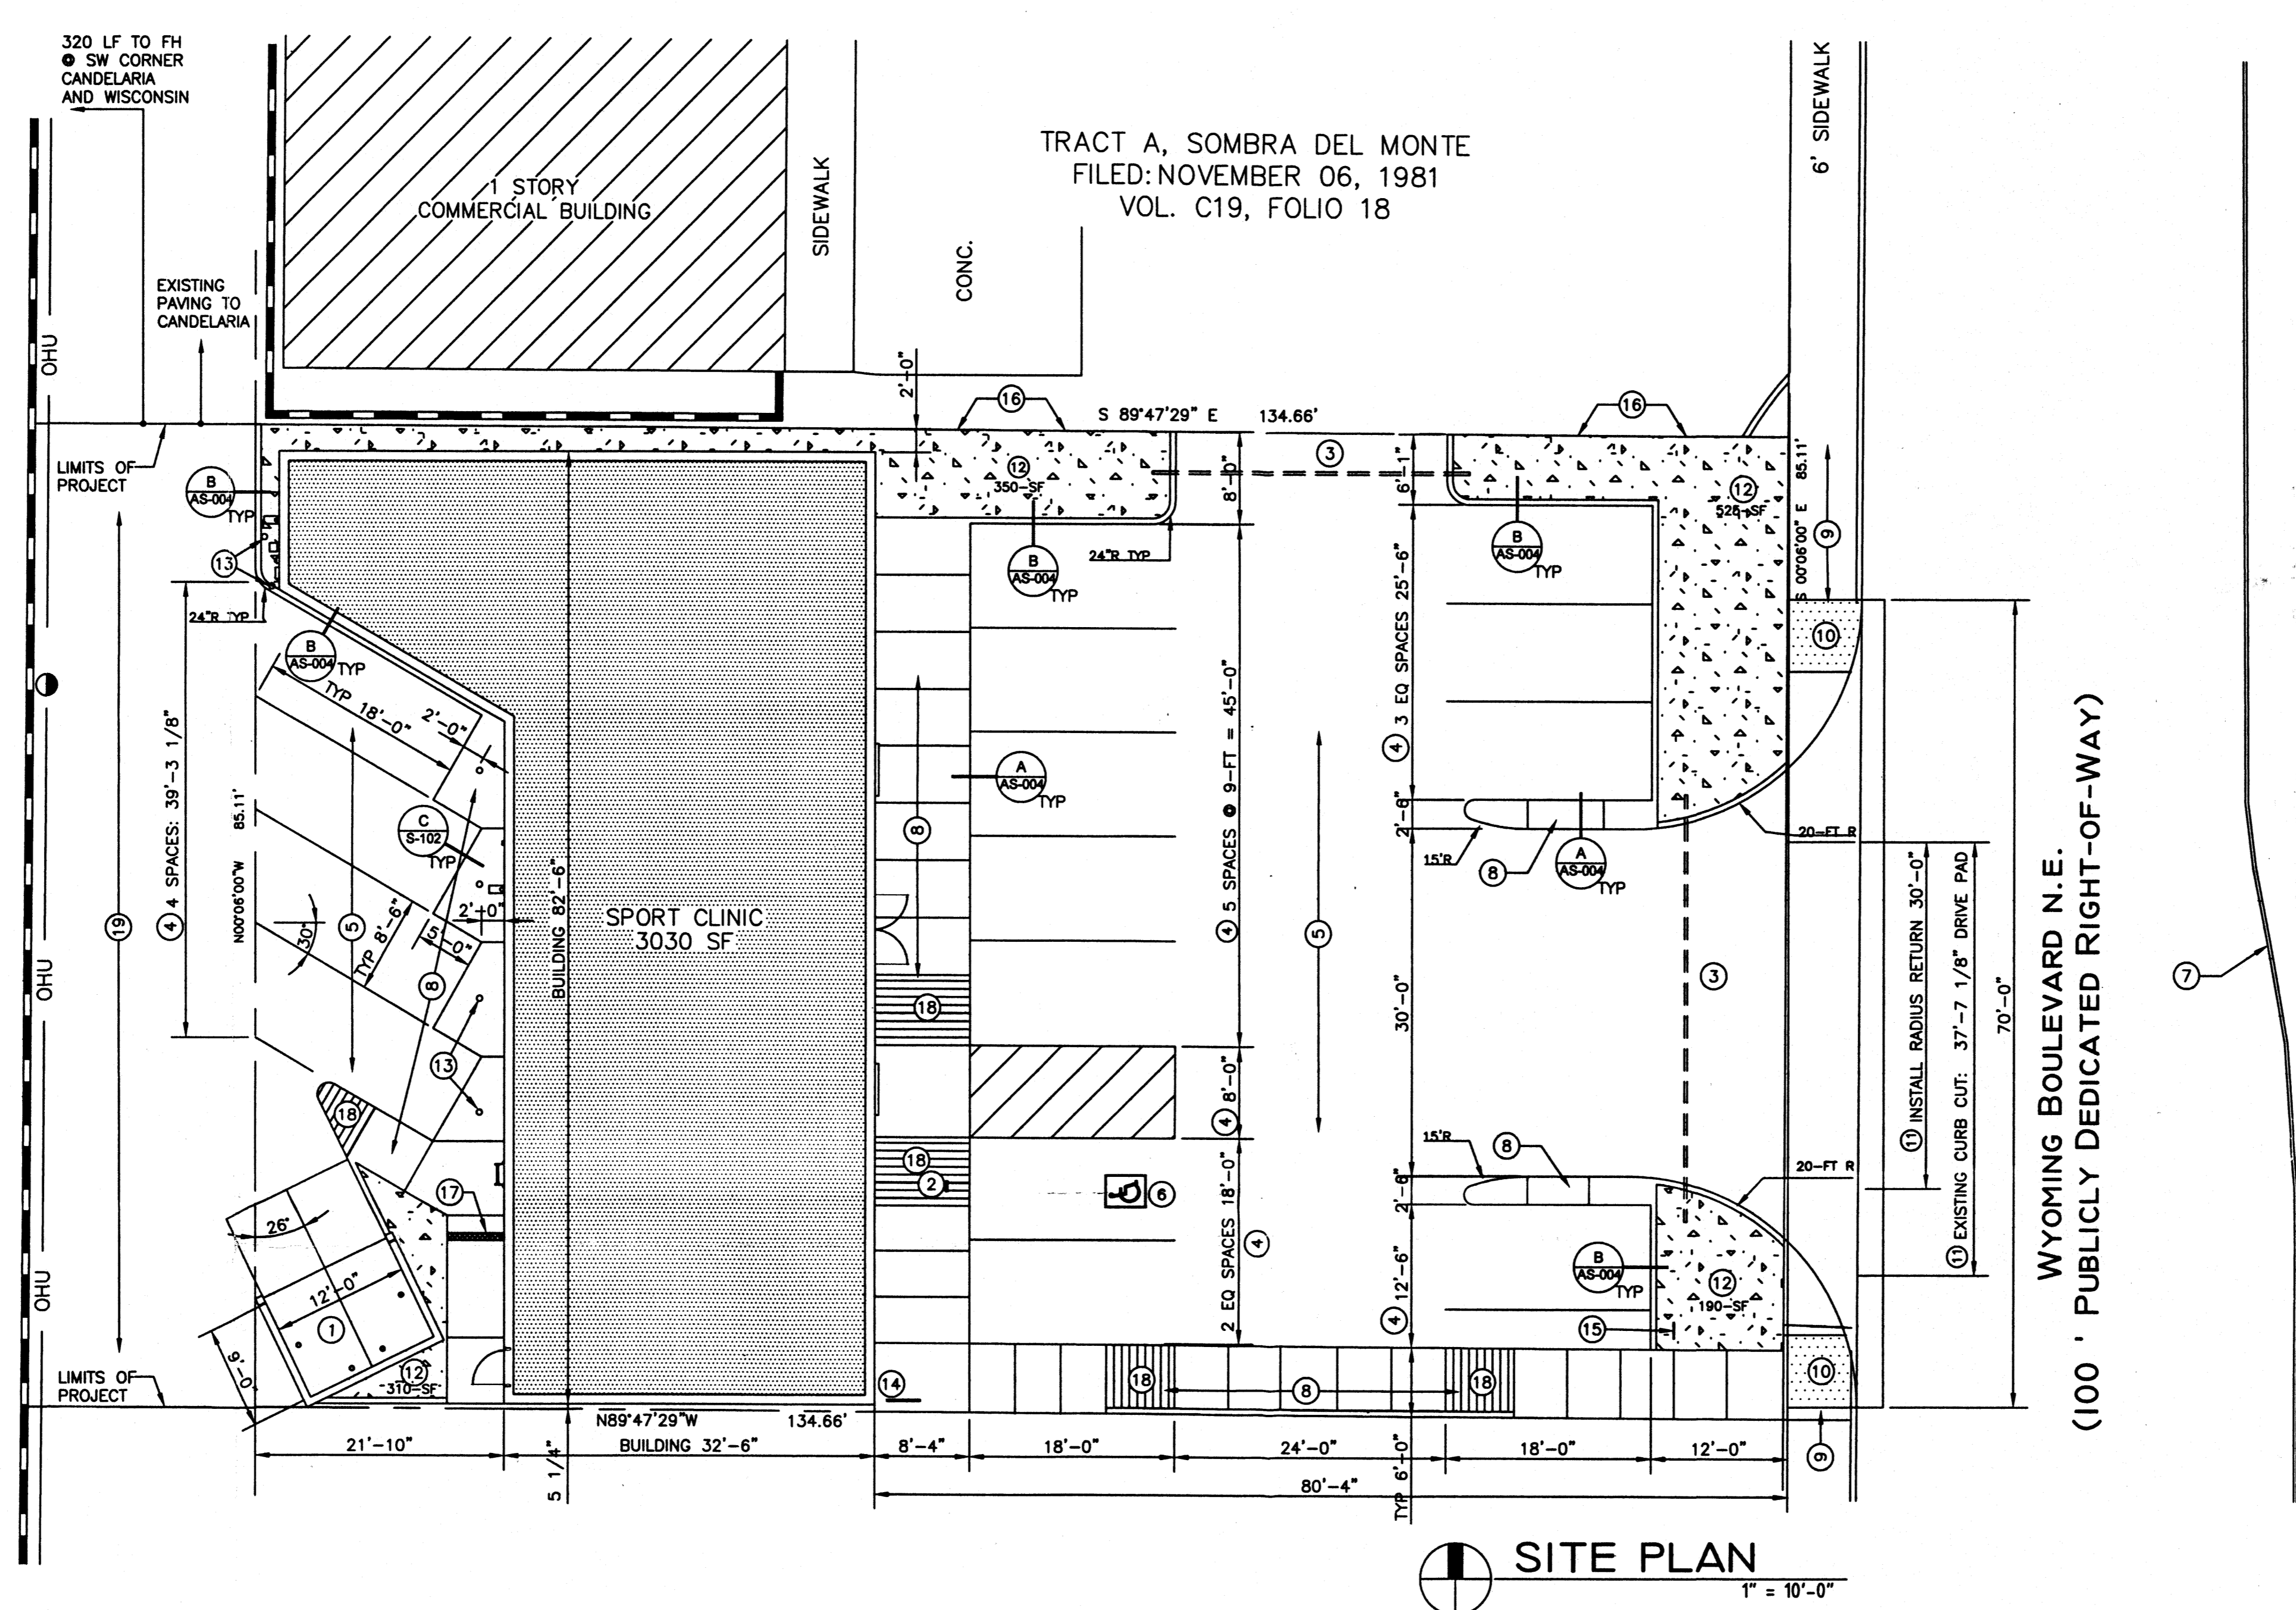 320 LF TO FH
@ SW CORNER
CANDELARIA
AND WISCONSIN
EXISTING
PAVING TO
CANDELARIA
OHU
1 STORY
COMMERCIAL BUILDING
SIDEWALK
CONC.
TRACT A, SOMBRA DEL MONTE
FILED: NOVEMBER 06, 1981
VOL. C19, FOLIO 18
6' SIDEWALK
LIMITS OF
PROJECT
2'-0"
16
S 89°47'29" E 134.66'
16
3
B
AS-004
TYP
12
350-SF
8'-0"
6'-1"
12
525-SF
S 00°06'00" E 85.11'
9
13
24"R TYP
B
AS-004
TYP
B
AS-004
TYP
24"R TYP
B
AS-004
TYP
10
TYP 18'-0"
2'-0"
4 4 SPACES: 39'-3 1/8"
19
N00°06'00"W 85.11'
5
30°
TYP 8'-6"
C
S-102
TYP
2'-0"
5'-0"
8
13
BUILDING 82'-6"
SPORT CLINIC
3030 SF
8
A
AS-004
TYP
4 5 SPACES @ 9-FT = 45'-0"
5
4 3 EQ SPACES 25'-6"
2'-6"
15'R
8
A
AS-004
TYP
20-FT R
30'-0"
3
11 INSTALL RADIUS RETURN 30'-0"
11 EXISTING CURB CUT: 37'-7 1/8" DRIVE PAD
70'-0"
WYOMING BOULEVARD N.E.
(100 ' PUBLICLY DEDICATED RIGHT-OF-WAY)
7
OHU
18
18
4 8'-0"
18
2
6
2 EQ SPACES 18'-0"
4
15'R
8
2'-6"
20-FT R
4 12'-6"
B
AS-004
TYP
12
190-SF
15
10
17
26°
12'-0"
1
9'-0"
12
310-SF
OHU
LIMITS OF
PROJECT
14
18
8
18
9
N89°47'29"W 134.66'
21'-10"
5 1/4"
BUILDING 32'-6"
8'-4"
18'-0"
24'-0"
TYP 6'-0"
18'-0"
12'-0"
80'-4"
SITE PLAN
1" = 10'-0"